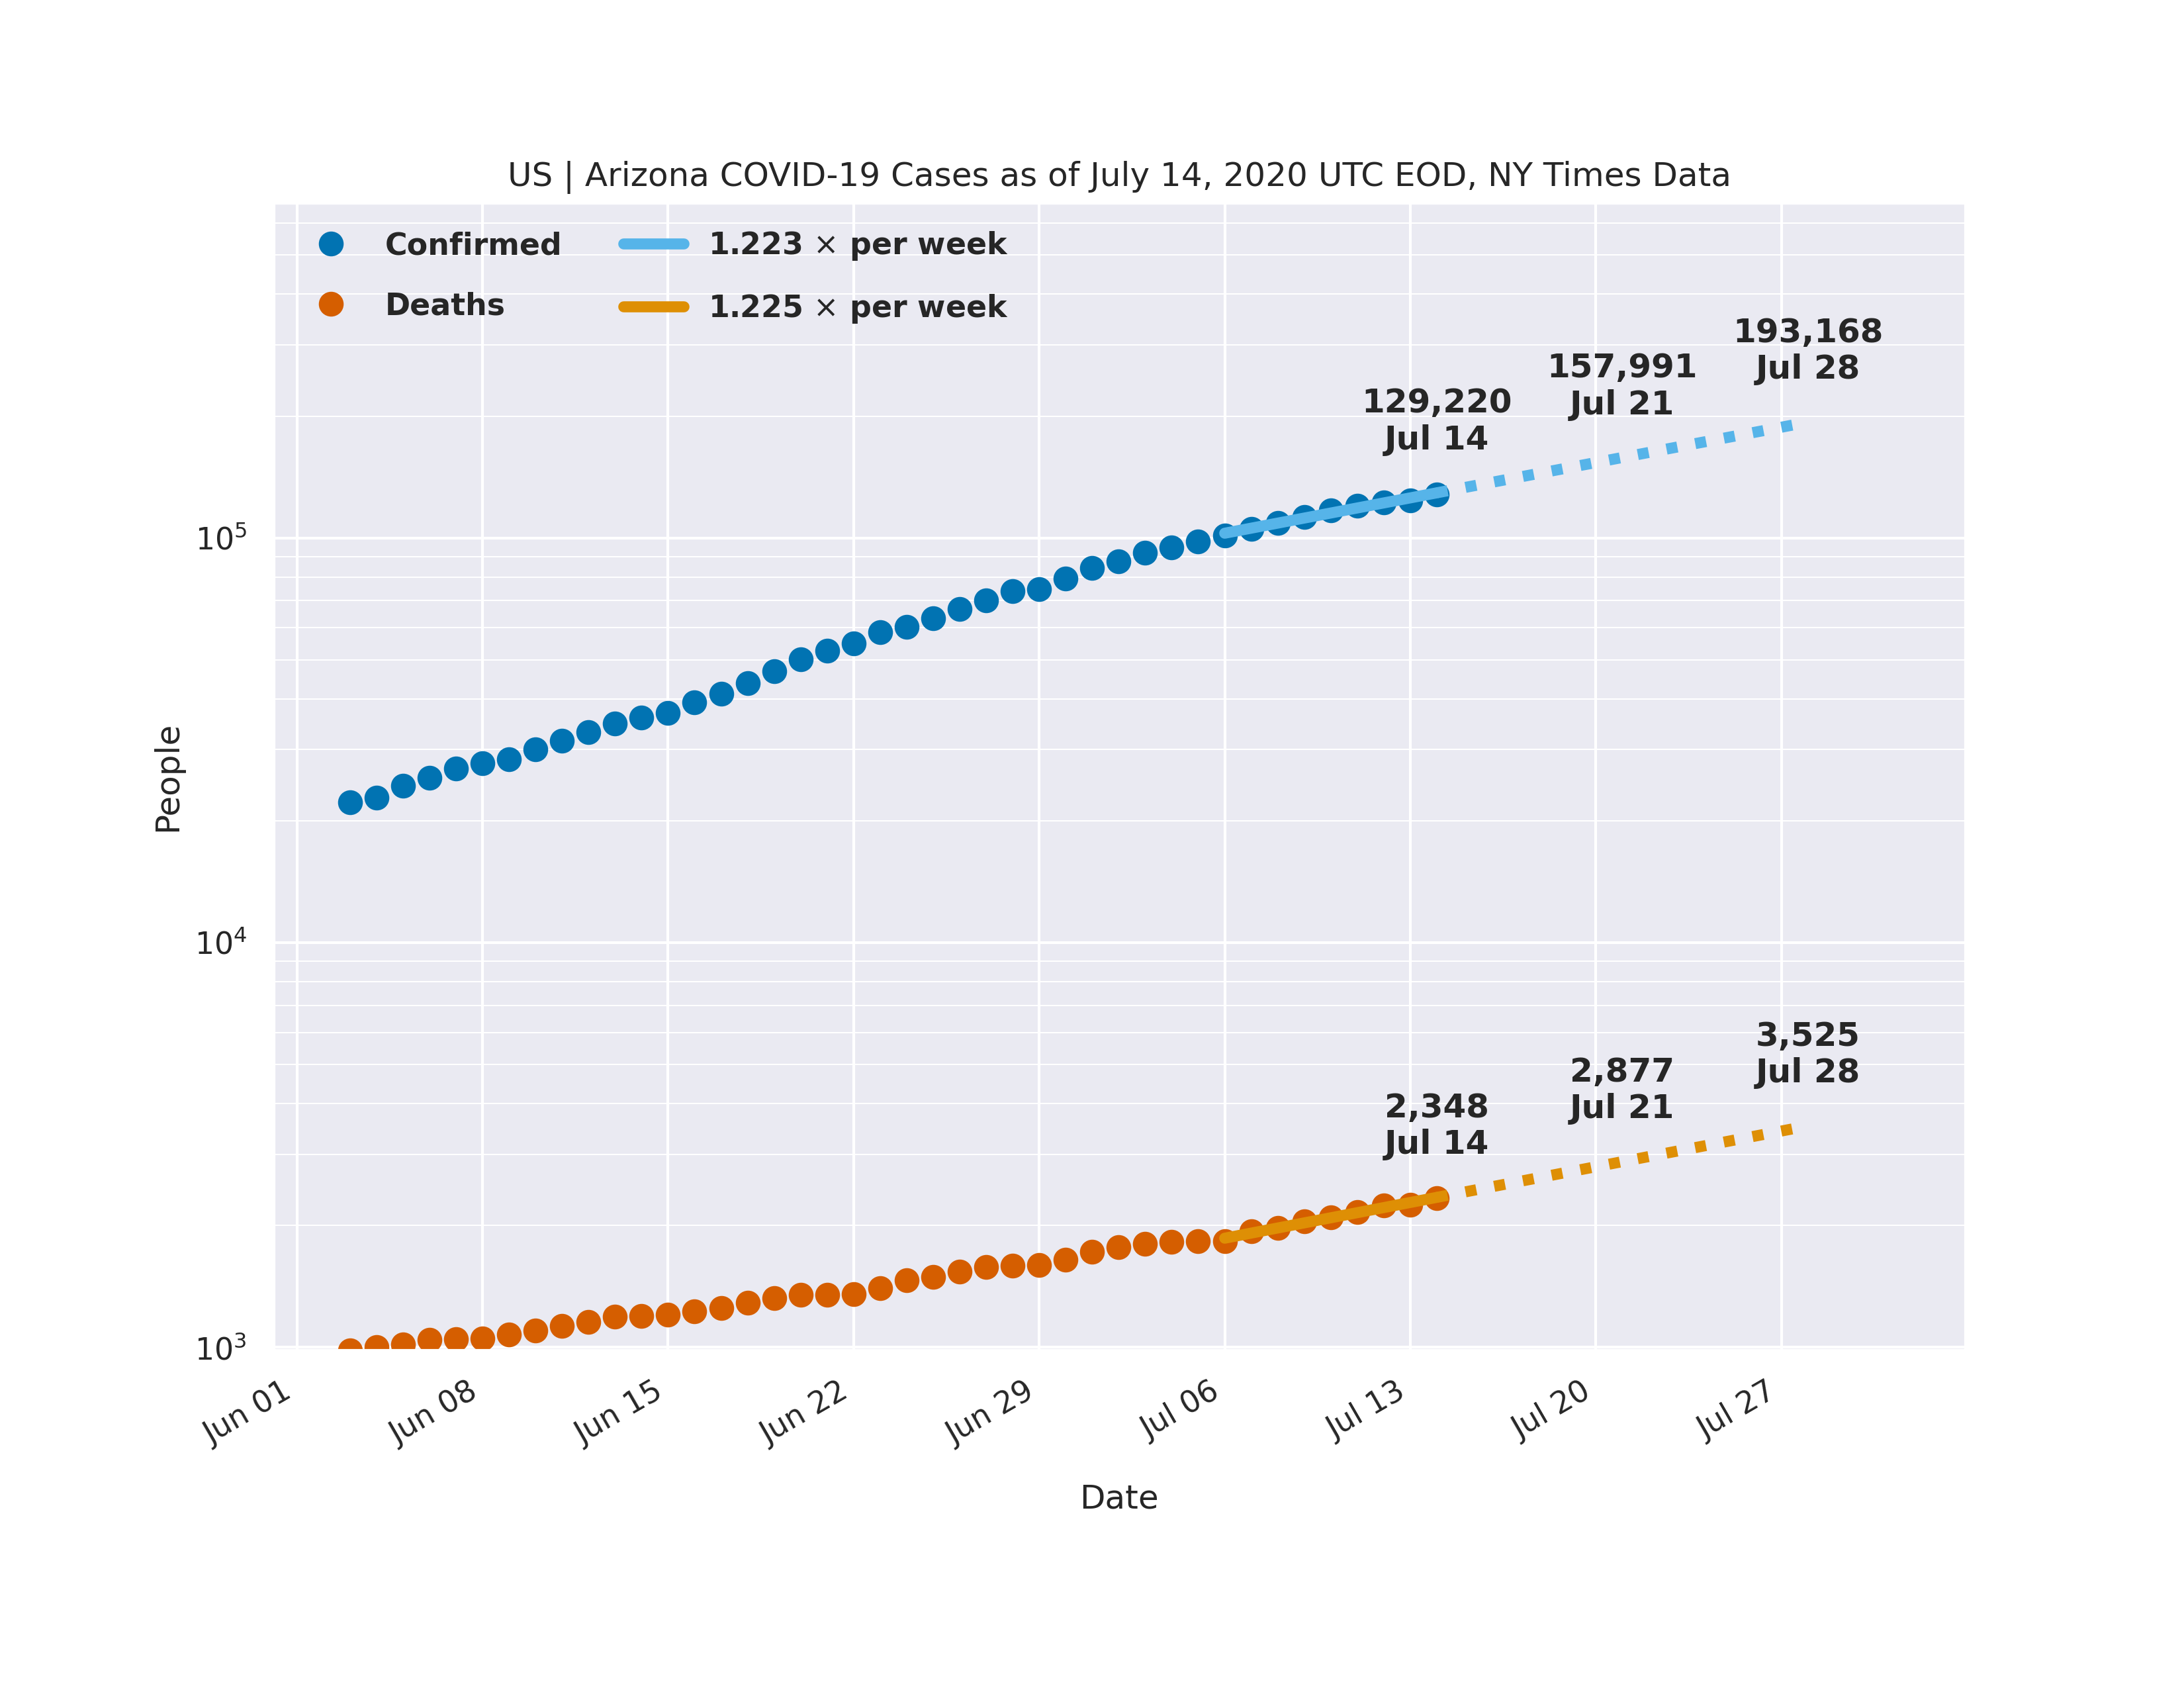 US | Arizona COVID-19 Cases as of July 14, 2020 UTC EOD, NY Times Data
Confirmed
Deaths
1.223 × per week
1.225 × per week
193,168
Jul 28
157,991
Jul 21
129,220
Jul 14
3,525
Jul 28
2,877
Jul 21
2,348
Jul 14
People
10⁵
10⁴
10³
Jun 01
Jun 08
Jun 15
Jun 22
Jun 29
Jul 06
Jul 13
Jul 20
Jul 27
Date